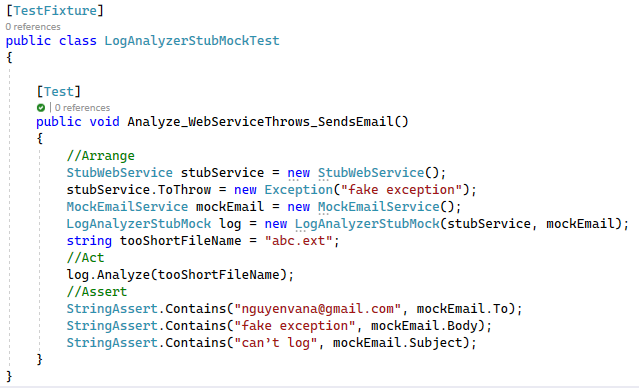 [TestFixture]
0 references
public class LogAnalyzerStubMockTest
{
[Test]
| 0 references
public void Analyze_WebServiceThrows_SendsEmail()
{
//Arrange
StubWebService stubService = new StubWebService();
stubService.ToThrow = new Exception("fake exception");
MockEmailService mockEmail = new MockEmailService();
LogAnalyzerStubMock log = new LogAnalyzerStubMock(stubService, mockEmail);
string tooShortFileName = "abc.ext";
//Act
log.Analyze(tooShortFileName);
//Assert
StringAssert.Contains("nguyenvana@gmail.com", mockEmail.To);
StringAssert.Contains("fake exception", mockEmail.Body);
StringAssert.Contains("can’t log", mockEmail.Subject);
}
}